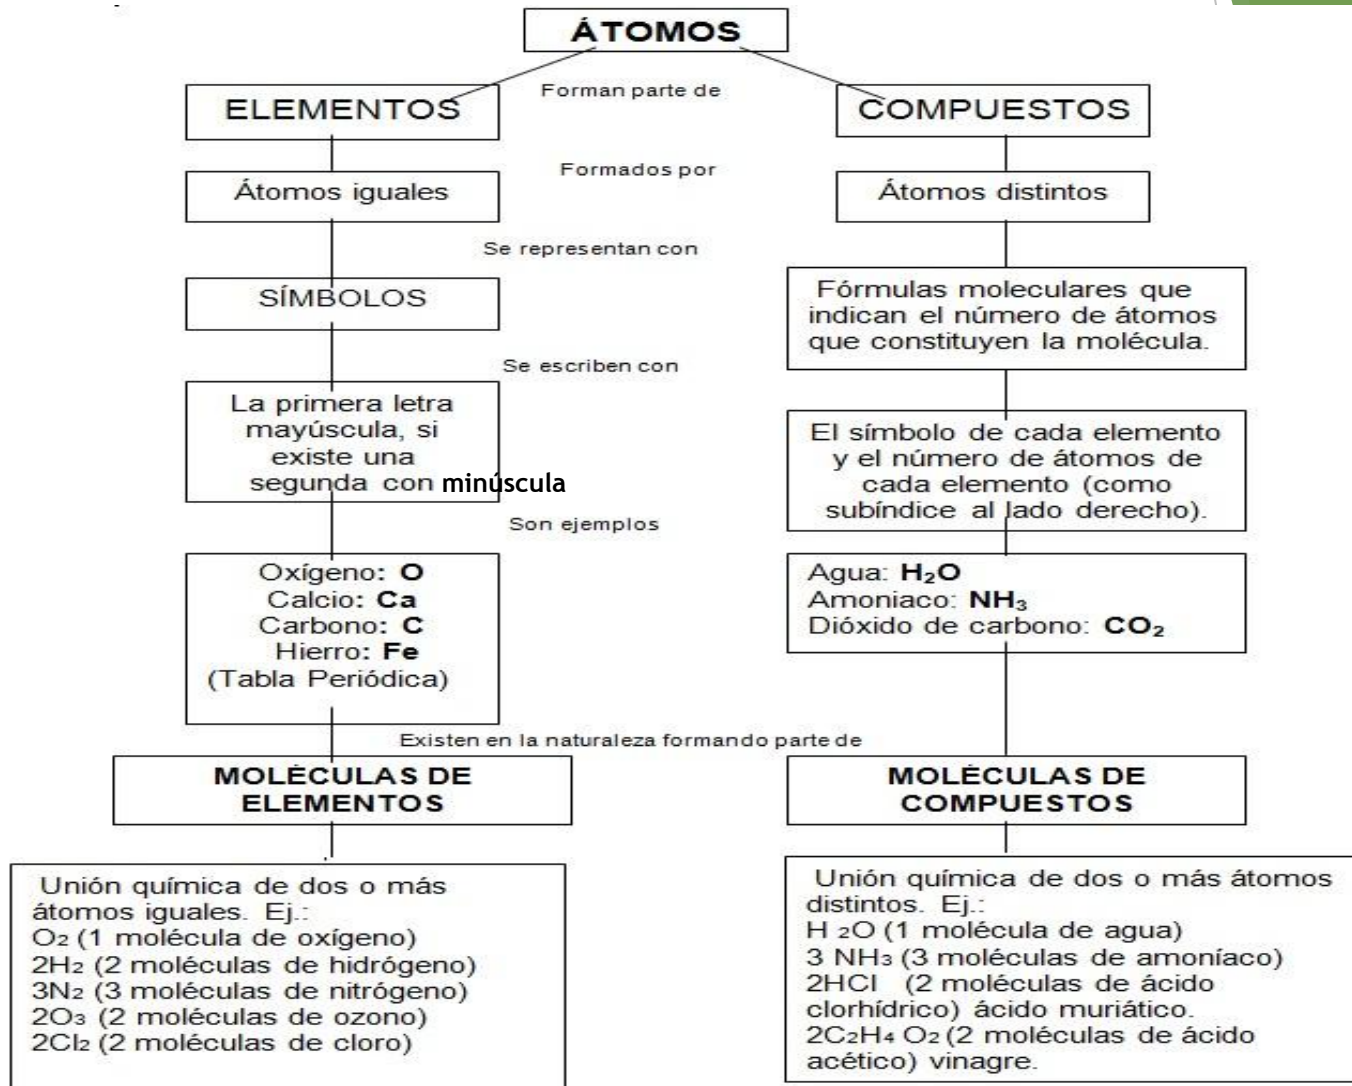 ÁTOMOS
Forman parte de
ELEMENTOS
COMPUESTOS
Formados por
Átomos iguales
Átomos distintos
Se representan con
SÍMBOLOS
Fórmulas moleculares que
indican el número de átomos
que constituyen la molécula.
Se escriben con
La primera letra
mayúscula, si
existe una
segunda con minúscula
El símbolo de cada elemento
y el número de átomos de
cada elemento (como
subíndice al lado derecho).
Son ejemplos
Oxígeno: O
Calcio: Ca
Carbono: C
Hierro: Fe
(Tabla Periódica)
Agua: H₂O
Amoniaco: NH₃
Dióxido de carbono: CO₂
Existen en la naturaleza formando parte de
MOLÉCULAS DE
ELEMENTOS
MOLÉCULAS DE
COMPUESTOS
Unión química de dos o más
átomos iguales. Ej.:
O₂ (1 molécula de oxígeno)
2H₂ (2 moléculas de hidrógeno)
3N₂ (3 moléculas de nitrógeno)
2O₃ (2 moléculas de ozono)
2Cl₂ (2 moléculas de cloro)
Unión química de dos o más átomos
distintos. Ej.:
H ₂O (1 molécula de agua)
3 NH₃ (3 moléculas de amoníaco)
2HCl (2 moléculas de ácido
clorhídrico) ácido muriático.
2C₂H₄ O₂ (2 moléculas de ácido
acético) vinagre.